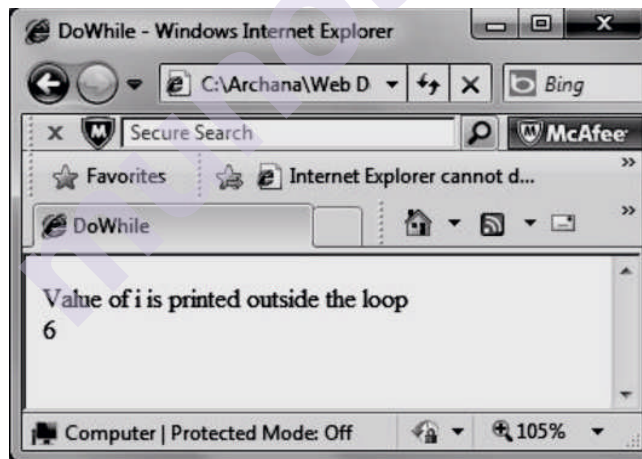 DoWhile - Windows Internet Explorer
C:\Archana\Web D
Bing
x Secure Search
McAfee
Favorites
Internet Explorer cannot d...
DoWhile
Value of i is printed outside the loop
6
Computer | Protected Mode: Off
105%